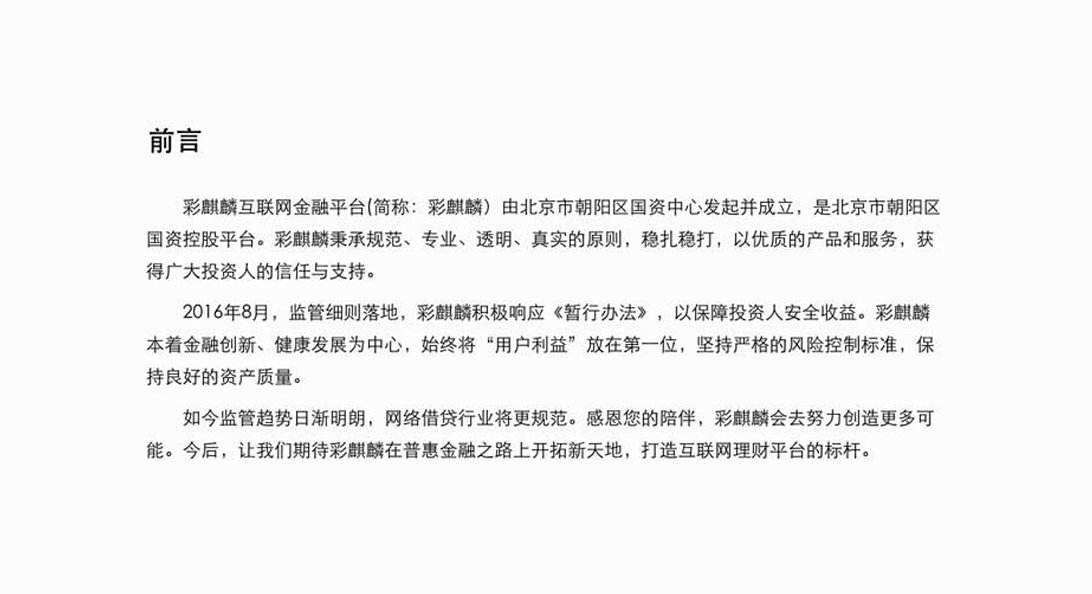 前言
彩麒麟互联网金融平台(简称：彩麒麟）由北京市朝阳区国资中心发起并成立，是北京市朝阳区
国资控股平台。彩麒麟秉承规范、专业、透明、真实的原则，稳扎稳打，以优质的产品和服务，获
得广大投资人的信任与支持。
2016年8月，监管细则落地，彩麒麟积极响应《暂行办法》，以保障投资人安全收益。彩麒麟
本着金融创新、健康发展为中心，始终将“用户利益”放在第一位，坚持严格的风险控制标准，保
持良好的资产质量。
如今监管趋势日渐明朗，网络借贷行业将更规范。感恩您的陪伴，彩麒麟会去努力创造更多可
能。今后，让我们期待彩麒麟在普惠金融之路上开拓新天地，打造互联网理财平台的标杆。